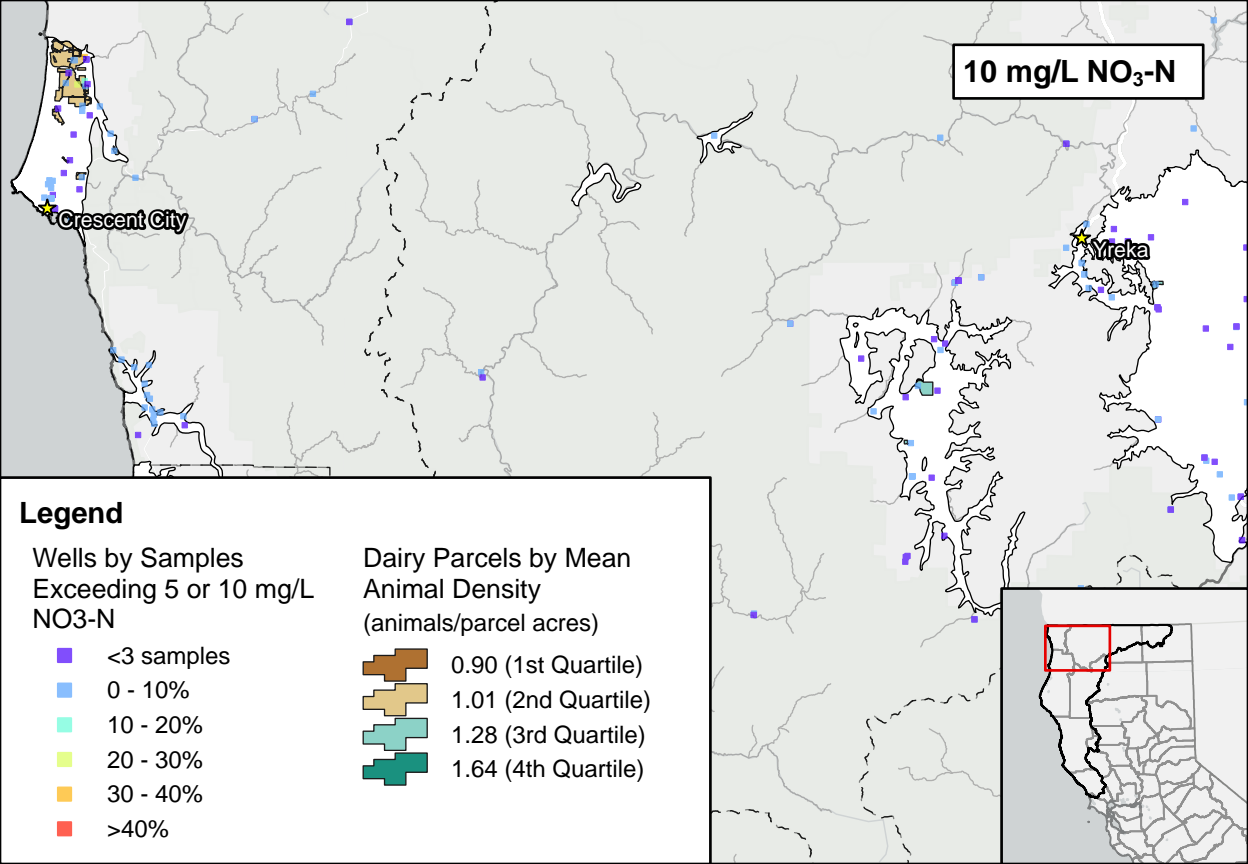 10 mg/L NO₃-N
Crescent City
Yreka
Legend
Wells by Samples
Exceeding 5 or 10 mg/L
NO3-N
<3 samples
0 - 10%
10 - 20%
20 - 30%
30 - 40%
>40%
Dairy Parcels by Mean
Animal Density
(animals/parcel acres)
0.90 (1st Quartile)
1.01 (2nd Quartile)
1.28 (3rd Quartile)
1.64 (4th Quartile)